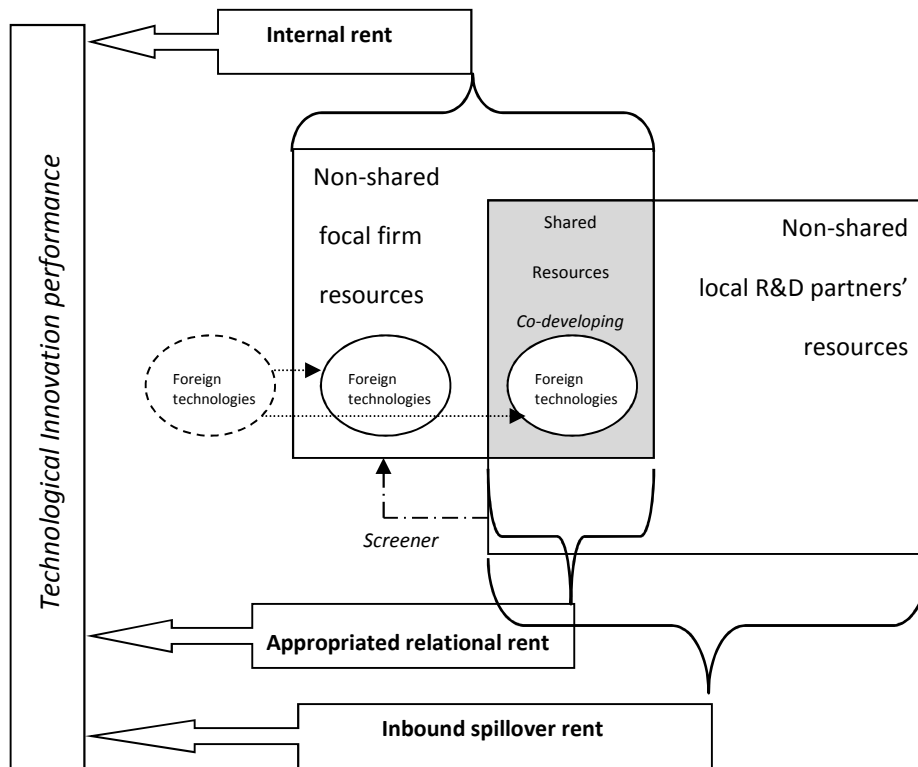 Internal rent
Technological Innovation performance
Non-shared
focal firm
resources
Shared
Resources
Co-developing
Non-shared
local R&D partners’
resources
Foreign
technologies
Foreign
technologies
Foreign
technologies
Screener
Appropriated relational rent
Inbound spillover rent